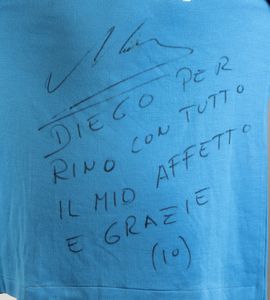 DIEGO PER
RINO CON TUTTO
IL MIO AFFETTO
E GRAZIE
(10)